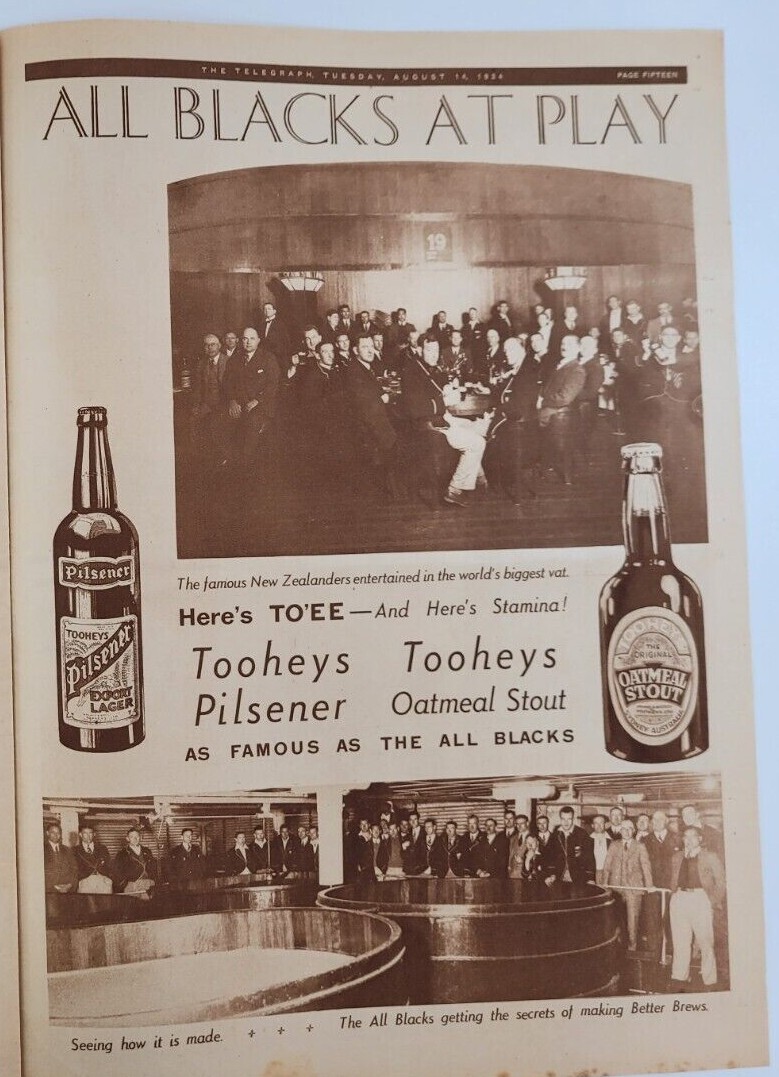 THE TELEGRAPH, TUESDAY, AUGUST 14, 1934
PAGE FIFTEEN
ALL BLACKS AT PLAY
19
The famous New Zealanders entertained in the world's biggest vat.
Here's TO'EE—And Here's Stamina!
Tooheys Tooheys
Pilsener Oatmeal Stout
AS FAMOUS AS THE ALL BLACKS
Pilsener
TOOHEYS
Pilsener
EXPORT
LAGER
TOOHEYS
THE
ORIGINAL
OATMEAL
STOUT
SYDNEY AUSTRALIA
Seeing how it is made. + + + The All Blacks getting the secrets of making Better Brews.